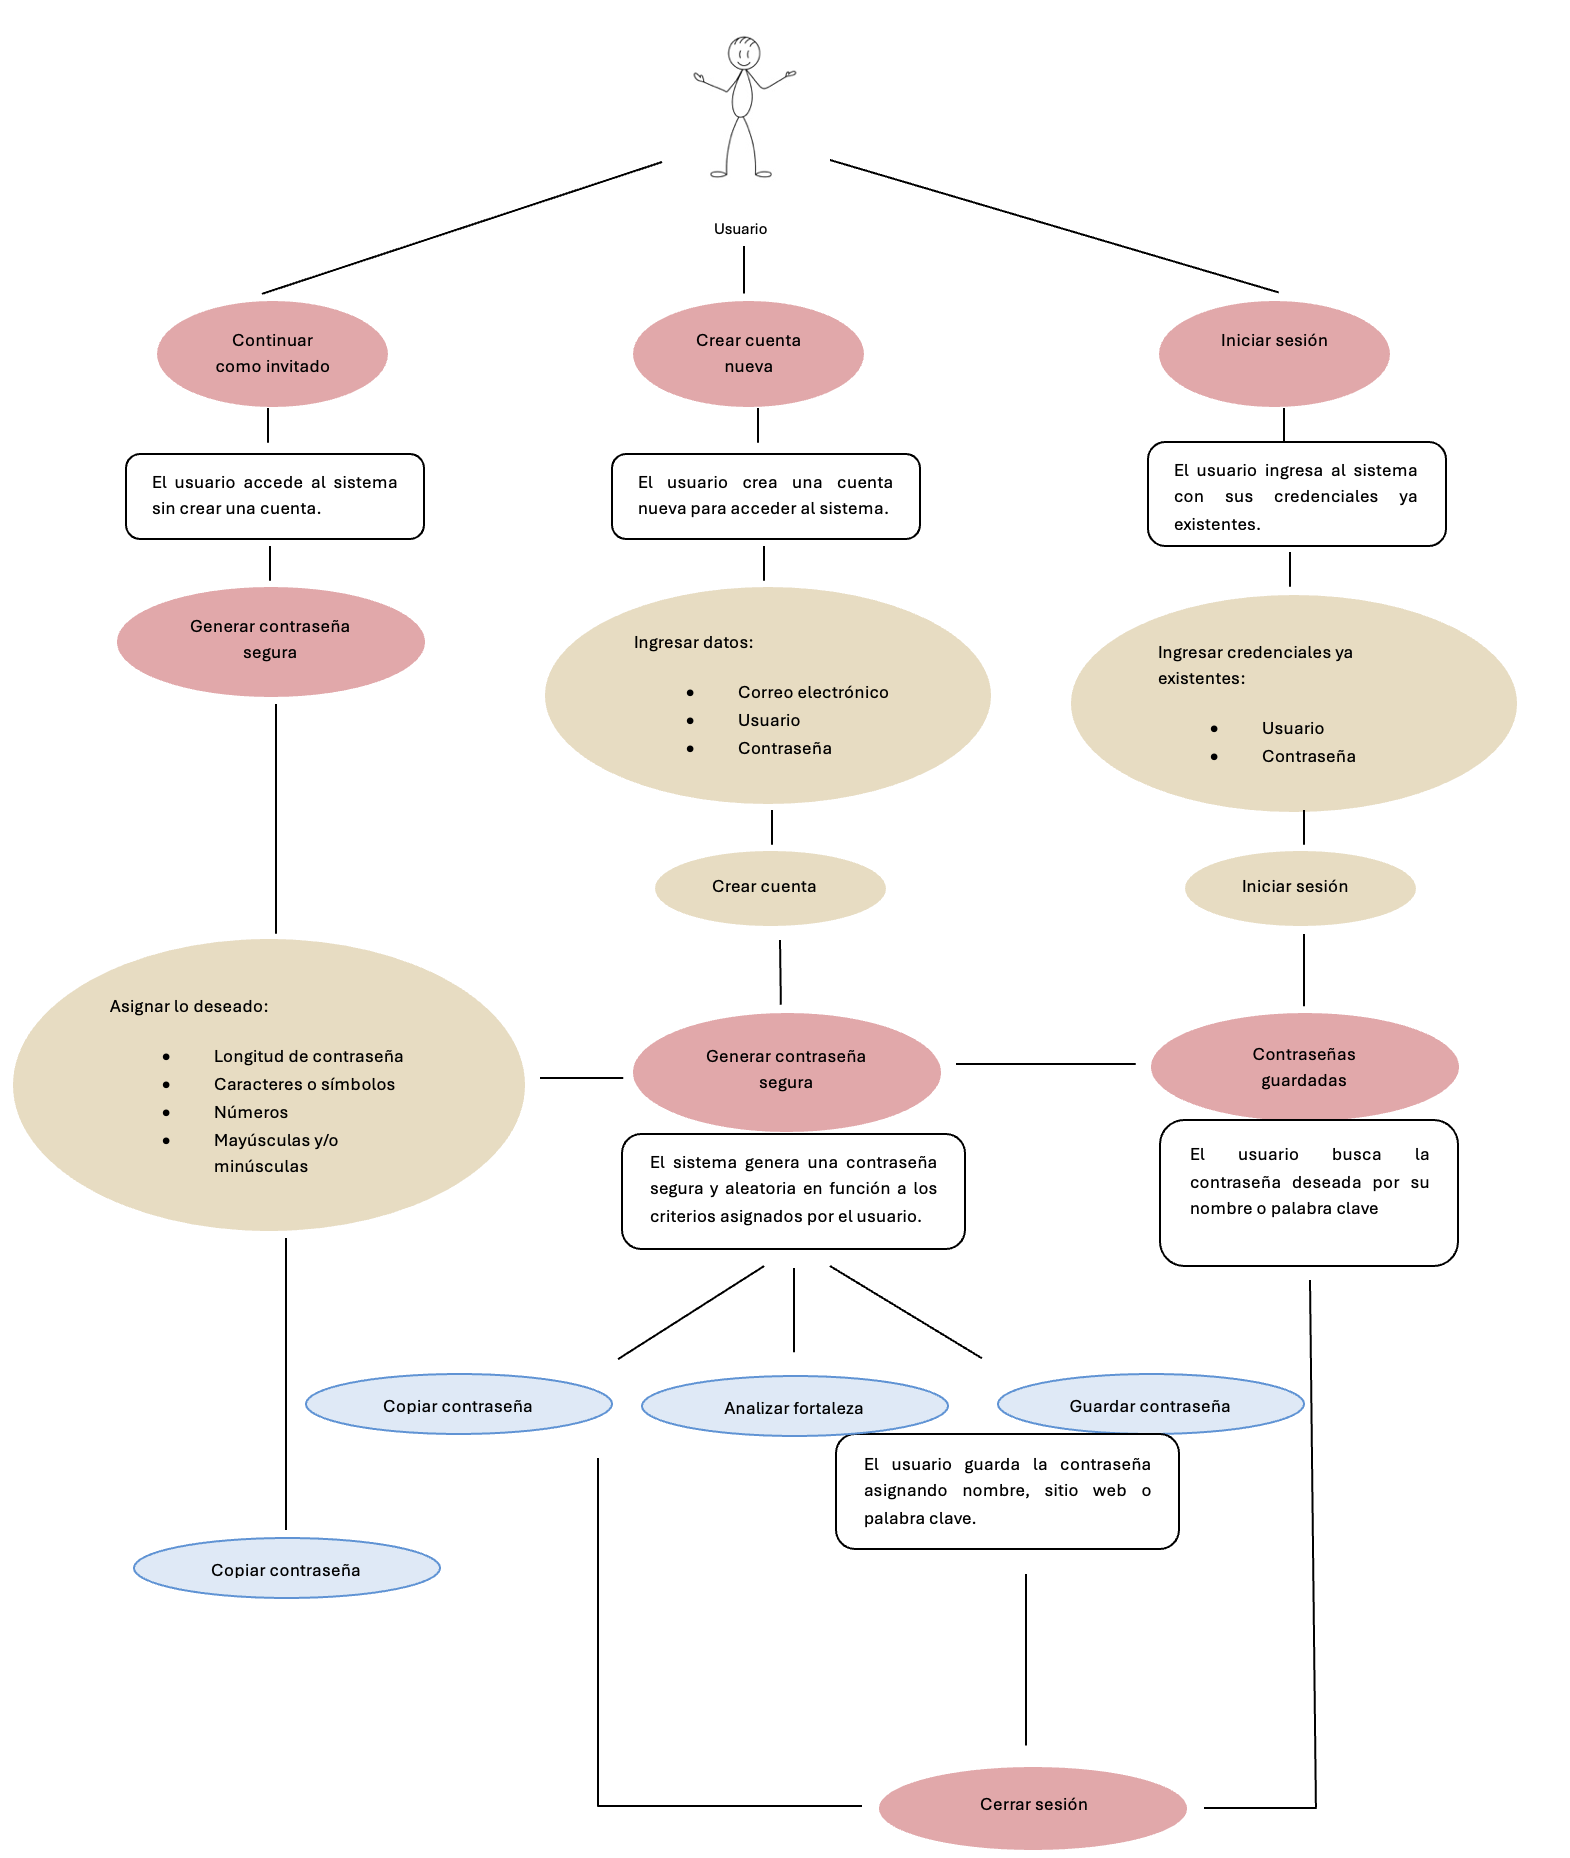 Usuario
Continuar
como invitado
Crear cuenta
nueva
Iniciar sesión
El usuario accede al sistema
sin crear una cuenta.
El usuario crea una cuenta
nueva para acceder al sistema.
El usuario ingresa al sistema
con sus credenciales ya
existentes.
Generar contraseña
segura
Ingresar datos:
• Correo electrónico
• Usuario
• Contraseña
Ingresar credenciales ya
existentes:
• Usuario
• Contraseña
Crear cuenta
Iniciar sesión
Asignar lo deseado:
• Longitud de contraseña
• Caracteres o símbolos
• Números
• Mayúsculas y/o
minúsculas
Generar contraseña
segura
Contraseñas
guardadas
El sistema genera una contraseña
segura y aleatoria en función a los
criterios asignados por el usuario.
El usuario busca la
contraseña deseada por su
nombre o palabra clave
Copiar contraseña
Analizar fortaleza
Guardar contraseña
El usuario guarda la contraseña
asignando nombre, sitio web o
palabra clave.
Copiar contraseña
Cerrar sesión